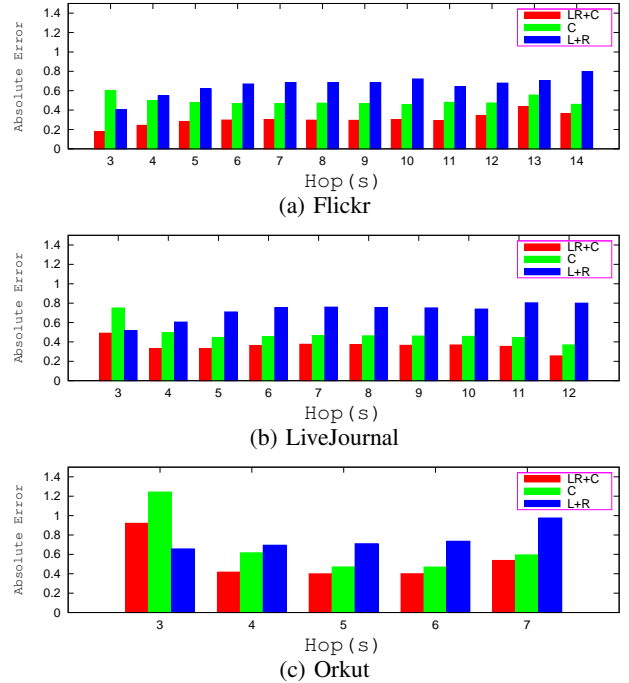 Absolute Error
1.4
1.2
1
0.8
0.6
0.4
0.2
0
LR+C
C
L+R
3 4 5 6 7 8 9 10 11 12 13 14
Hop(s)
(a) Flickr
Absolute Error
1.4
1.2
1
0.8
0.6
0.4
0.2
0
LR+C
C
L+R
3 4 5 6 7 8 9 10 11 12
Hop(s)
(b) LiveJournal
Absolute Error
1.4
1.2
1
0.8
0.6
0.4
0.2
0
LR+C
C
L+R
3 4 5 6 7
Hop(s)
(c) Orkut